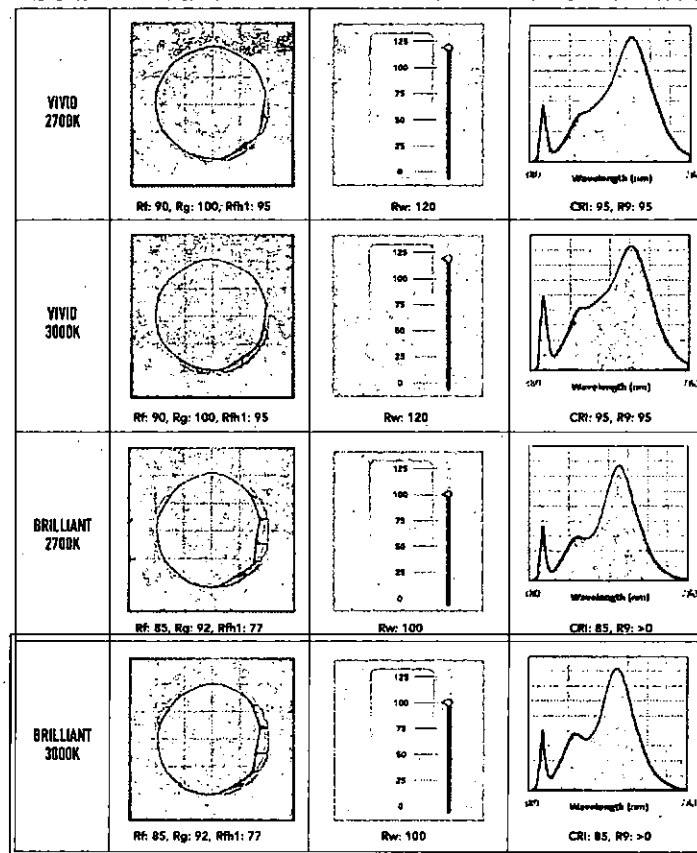 VIVID
2700K
125
100
75
50
25
0
Wavelength (nm)
Rf: 90, Rg: 100, Rfh1: 95
Rw: 120
CRI: 95, R9: 95
VIVID
3000K
125
100
75
50
25
0
Wavelength (nm)
Rf: 90, Rg: 100, Rfh1: 95
Rw: 120
CRI: 95, R9: 95
BRILLIANT
2700K
125
100
75
50
25
0
Wavelength (nm)
Rf: 85, Rg: 92, Rfh1: 77
Rw: 100
CRI: 85, R9: >0
BRILLIANT
3000K
125
100
75
50
25
0
Wavelength (nm)
Rf: 85, Rg: 92, Rfh1: 77
Rw: 100
CRI: 85, R9: >0